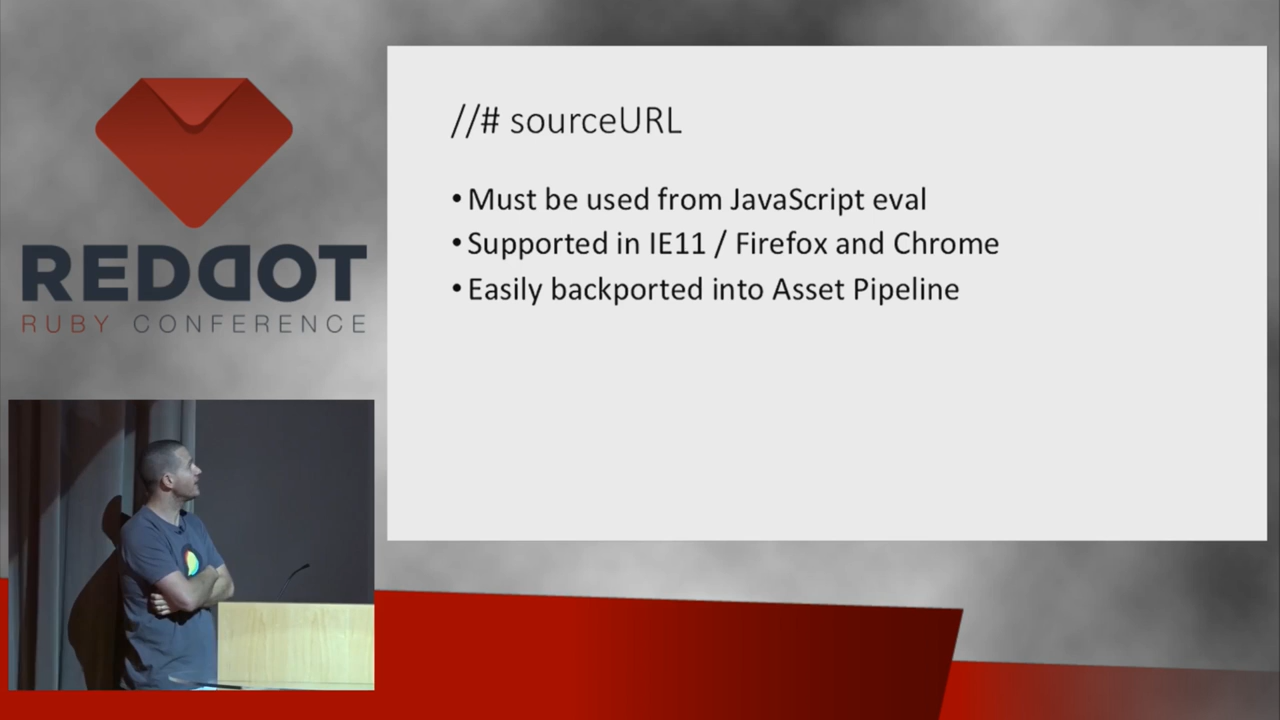 REDDOT
RUBY CONFERENCE
//# sourceURL
• Must be used from JavaScript eval
• Supported in IE11 / Firefox and Chrome
• Easily backported into Asset Pipeline